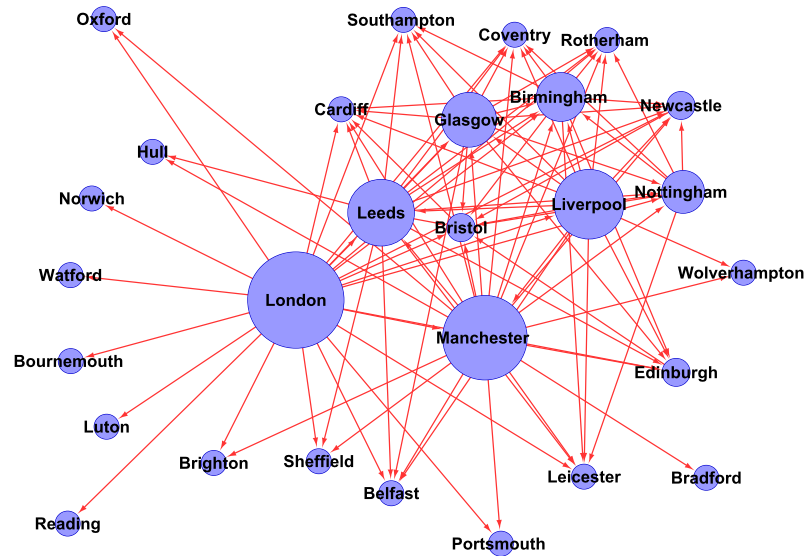 Oxford
Southampton
Coventry
Rotherham
Birmingham
Newcastle
Cardiff
Glasgow
Hull
Nottingham
Norwich
Leeds
Liverpool
Bristol
Watford
Wolverhampton
London
Manchester
Bournemouth
Edinburgh
Luton
Brighton
Sheffield
Leicester
Bradford
Belfast
Reading
Portsmouth